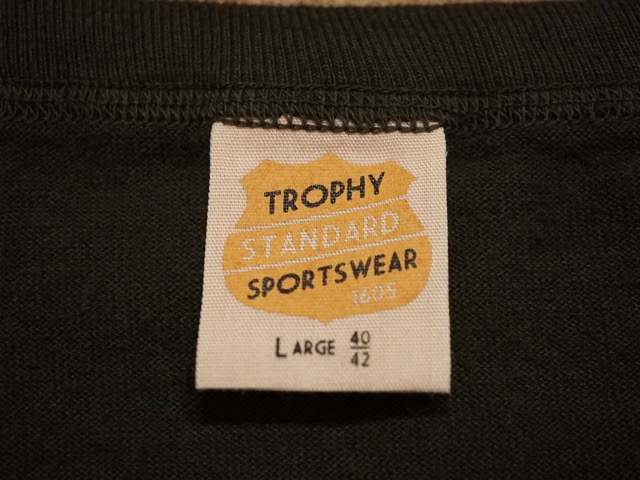 TROPHY
STANDARD
SPORTSWEAR
1605
LARGE 40/42